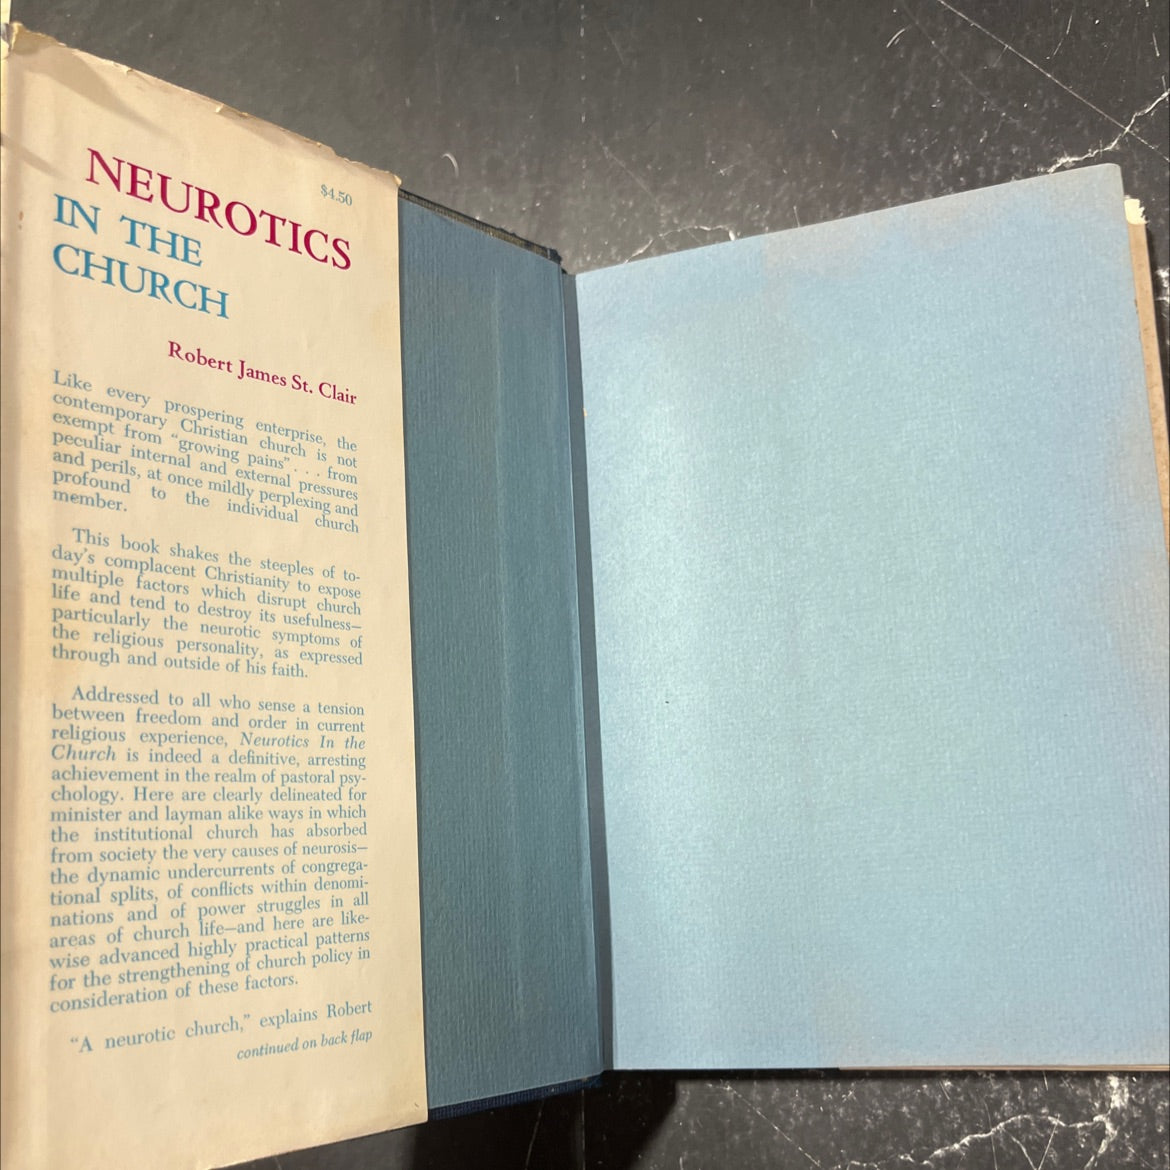 $4.50
NEUROTICS
IN THE
CHURCH
Robert James St. Clair
Like every prospering enterprise, the
contemporary Christian church is not
exempt from “growing pains” . . . from
peculiar internal and external pressures
and perils, at once mildly perplexing and
profound to the individual church
member.
This book shakes the steeples of to-
day's complacent Christianity to expose
multiple factors which disrupt church
life and tend to destroy its usefulness—
particularly the neurotic symptoms of
the religious personality, as expressed
through and outside of his faith.
Addressed to all who sense a tension
between freedom and order in current
religious experience, Neurotics In the
Church is indeed a definitive, arresting
achievement in the realm of pastoral psy-
chology. Here are clearly delineated for
minister and layman alike ways in which
the institutional church has absorbed
from society the very causes of neurosis—
the dynamic undercurrents of congrega-
tional splits, of conflicts within denomi-
nations and of power struggles in all
areas of church life—and here are like-
wise advanced highly practical patterns
for the strengthening of church policy in
consideration of these factors.
“A neurotic church,” explains Robert
continued on back flap